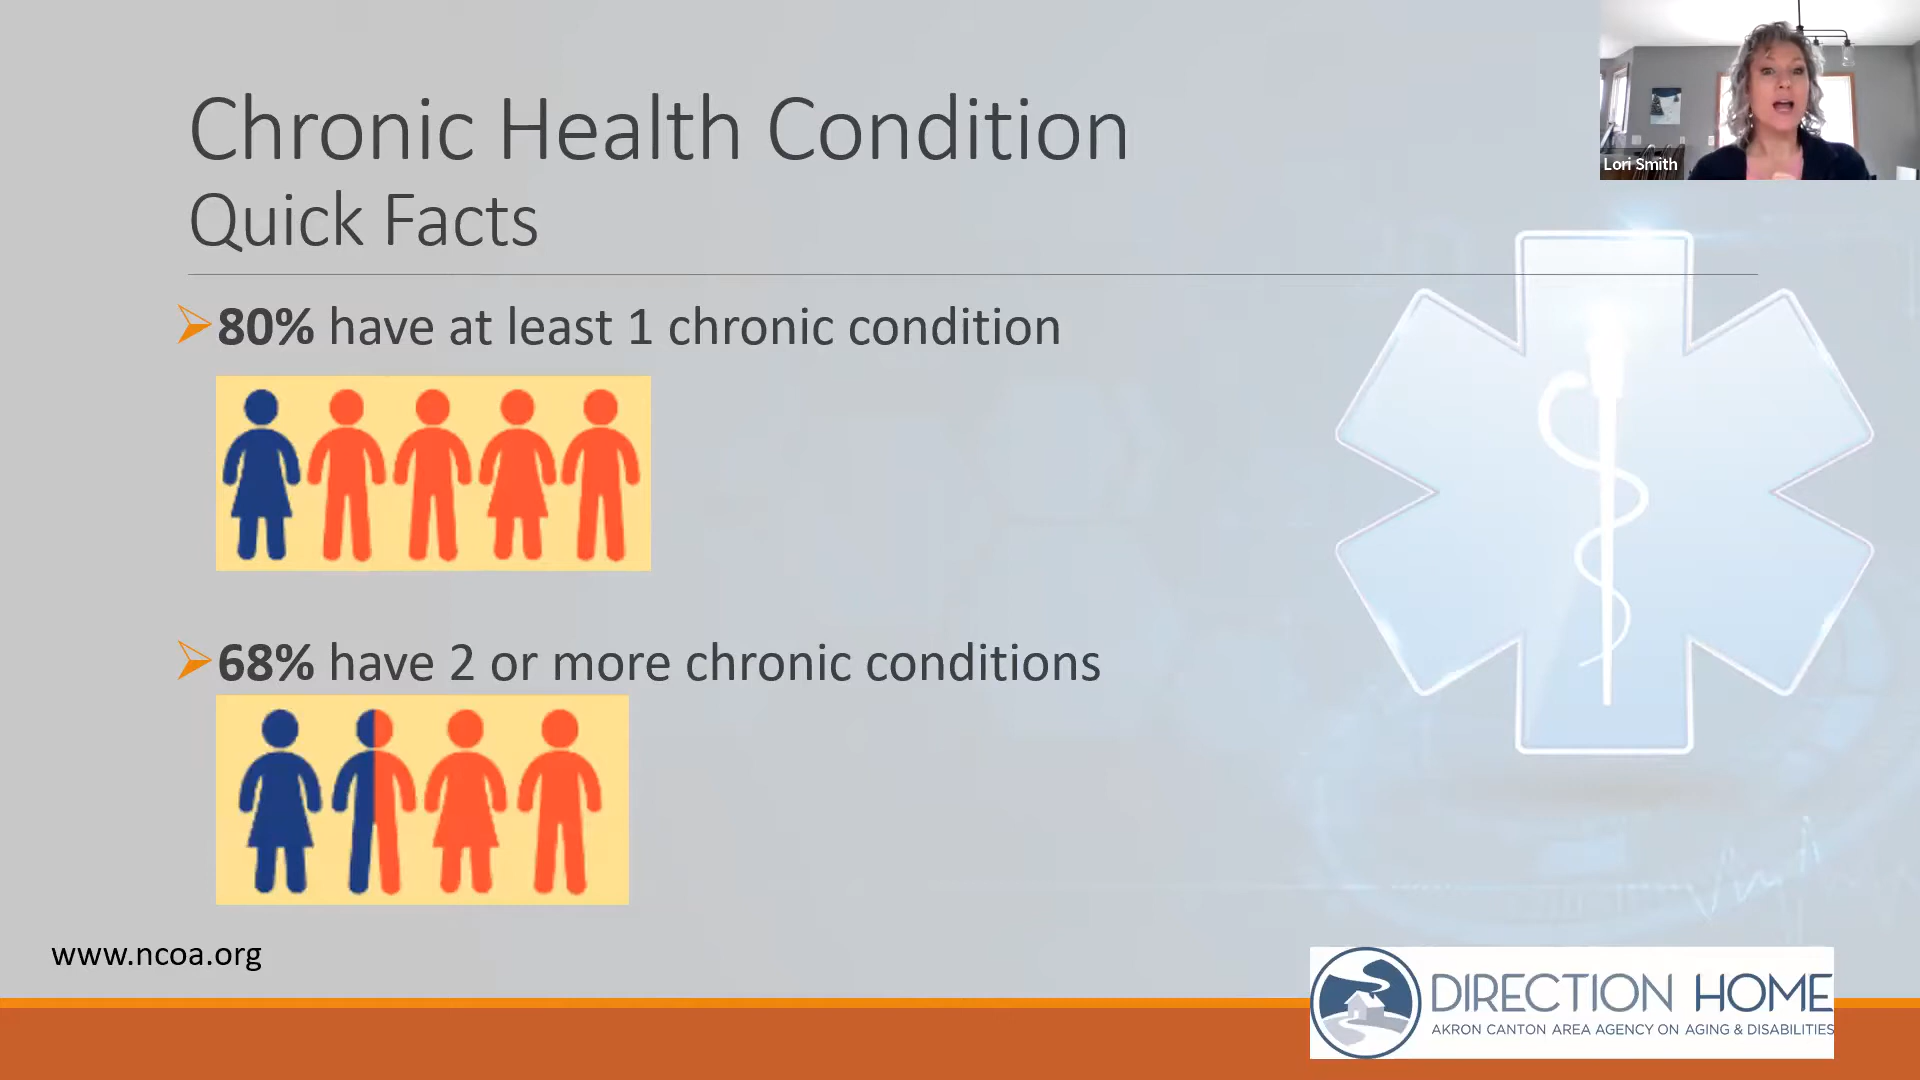 Chronic Health Condition
Quick Facts
Lori Smith
80% have at least 1 chronic condition
68% have 2 or more chronic conditions
www.ncoa.org
DIRECTION HOME
AKRON CANTON AREA AGENCY ON AGING & DISABILITIES